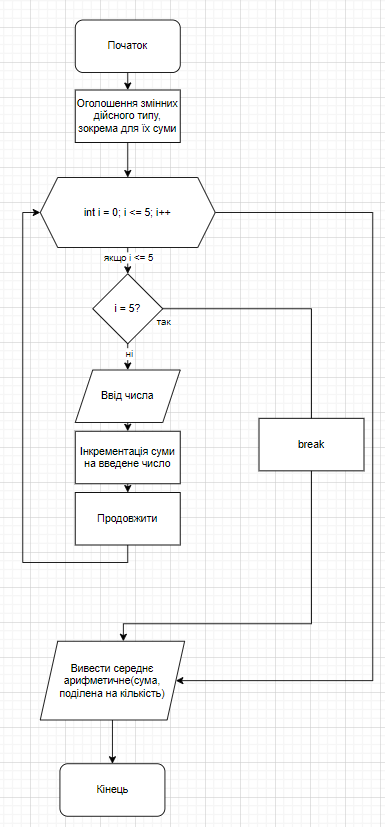 Початок
Оголошення змінних
дійсного типу,
зокрема для їх суми
int i = 0; i <= 5; i++
якщо i <= 5
i = 5?
так
ні
Ввід числа
Інкрементація суми
на введене число
break
Продовжити
Вивести середнє
арифметичне(сума,
поділена на кількість)
Кінець